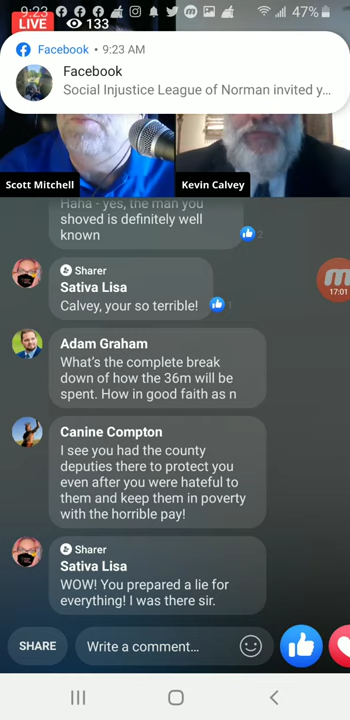 9:23
47%
LIVE
133
Facebook • 9:23 AM
Facebook
Social Injustice League of Norman invited y...
Scott Mitchell
Kevin Calvey
Haha - yes, the man you
shoved is definitely well
known
2
Sharer
Sativa Lisa
Calvey, your so terrible!
1
17:01
Adam Graham
What's the complete break
down of how the 36m will be
spent. How in good faith as n
Canine Compton
I see you had the county
deputies there to protect you
even after you were hateful to
them and keep them in poverty
with the horrible pay!
Sharer
Sativa Lisa
WOW! You prepared a lie for
everything! I was there sir.
SHARE
Write a comment...